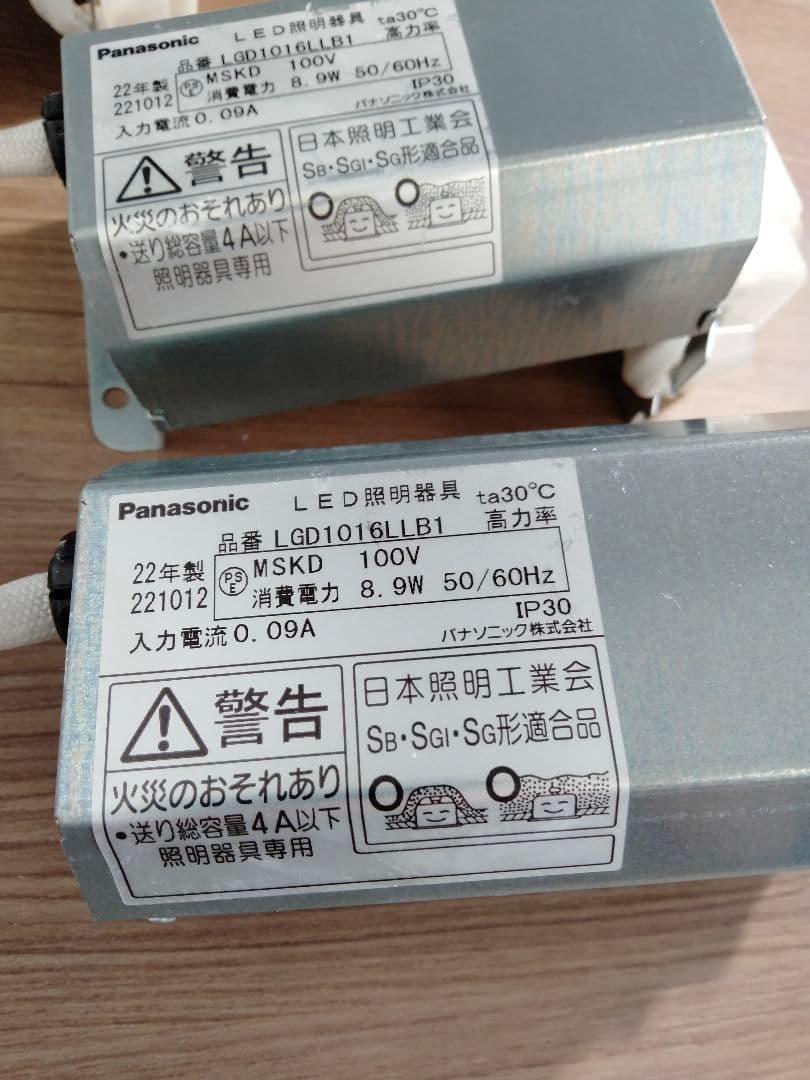 Panasonic LED照明器具 ta30℃
品番 LGD1016LLB1 高力率
22年製 PSE MSKD 100V
221012 消費電力 8.9W 50/60Hz
入力電流0.09A IP30
パナソニック株式会社
警告
火災のおそれあり
・送り総容量4A以下
照明器具専用
日本照明工業会
SB・SGI・SG形適合品
Panasonic LED照明器具 ta30℃
品番 LGD1016LLB1 高力率
22年製 PSE MSKD 100V
221012 消費電力 8.9W 50/60Hz
入力電流0.09A IP30
パナソニック株式会社
警告
火災のおそれあり
・送り総容量4A以下
照明器具専用
日本照明工業会
SB・SGI・SG形適合品